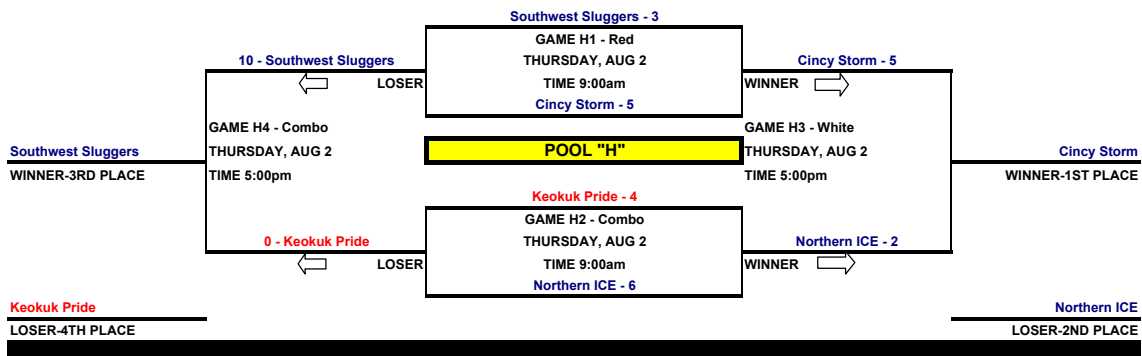 Southwest Sluggers - 3
GAME H1 - Red
10 - Southwest Sluggers
THURSDAY, AUG 2
Cincy Storm - 5
LOSER
TIME 9:00am
WINNER
Cincy Storm - 5
GAME H4 - Combo
GAME H3 - White
Southwest Sluggers
THURSDAY, AUG 2
POOL "H"
THURSDAY, AUG 2
Cincy Storm
WINNER-3RD PLACE
TIME 5:00pm
TIME 5:00pm
WINNER-1ST PLACE
Keokuk Pride - 4
GAME H2 - Combo
0 - Keokuk Pride
THURSDAY, AUG 2
Northern ICE - 2
LOSER
TIME 9:00am
WINNER
Northern ICE - 6
Keokuk Pride
Northern ICE
LOSER-4TH PLACE
LOSER-2ND PLACE